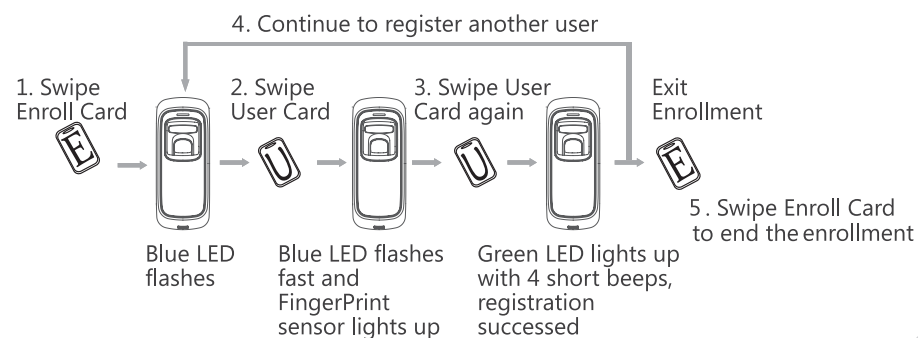 4. Continue to register another user
1. Swipe
Enroll Card
E
2. Swipe
User Card
U
3. Swipe User
Card again
U
Exit
Enrollment
E
5. Swipe Enroll Card
to end the enrollment
Blue LED
flashes
Blue LED flashes
fast and
FingerPrint
sensor lights up
Green LED lights up
with 4 short beeps,
registration
successed